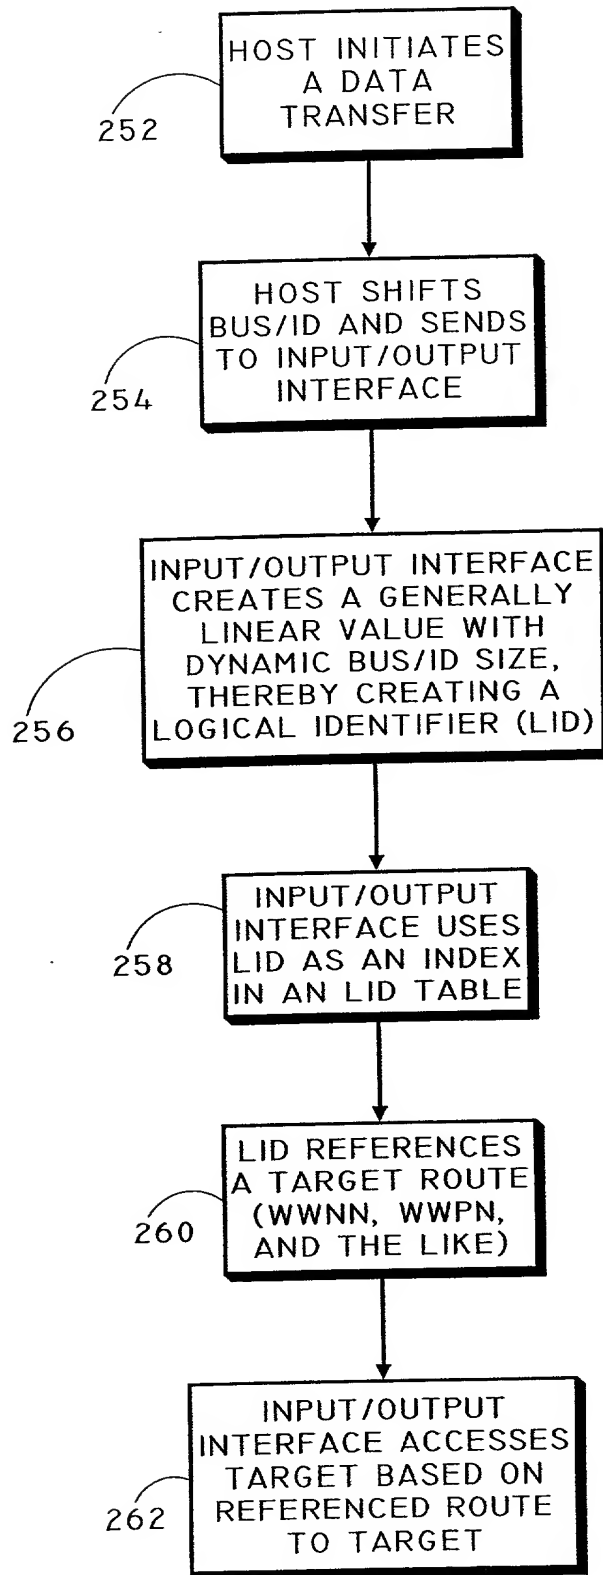 HOST INITIATES
A DATA
TRANSFER
252
HOST SHIFTS
BUS/ID AND SENDS
TO INPUT/OUTPUT
INTERFACE
254
INPUT/OUTPUT INTERFACE
CREATES A GENERALLY
LINEAR VALUE WITH
DYNAMIC BUS/ID SIZE,
THEREBY CREATING A
LOGICAL IDENTIFIER (LID)
256
INPUT/OUTPUT
INTERFACE USES
LID AS AN INDEX
IN AN LID TABLE
258
LID REFERENCES
A TARGET ROUTE
(WWNN, WWPN,
AND THE LIKE)
260
INPUT/OUTPUT
INTERFACE ACCESSES
TARGET BASED ON
REFERENCED ROUTE
TO TARGET
262